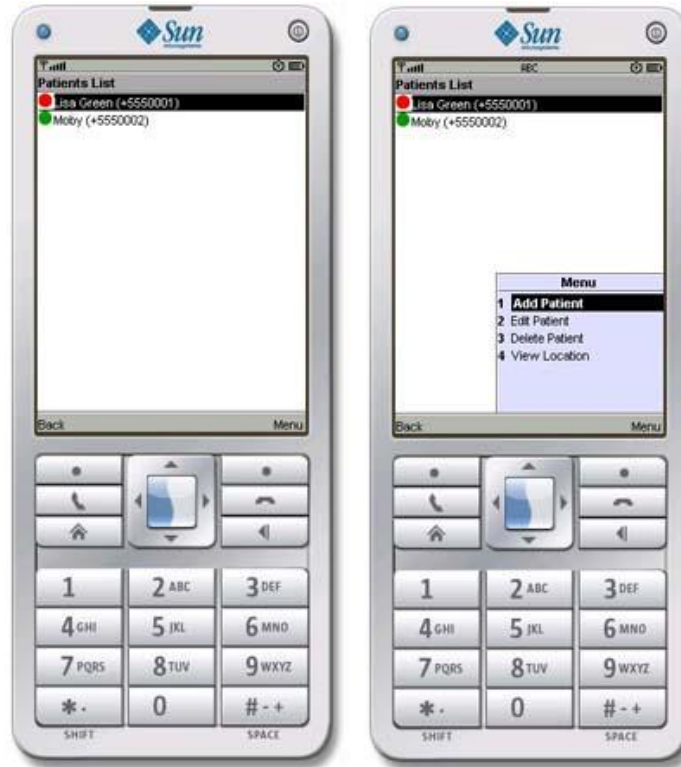 Sun
microsystems
Patients List
Lisa Green (+5550001)
Moby (+5550002)
Back Menu
1 2 ABC 3 DEF
4 GHI 5 JKL 6 MNO
7 PQRS 8 TUV 9 WXYZ
* . 0 # - +
SHIFT SPACE
Sun
microsystems
ABC
Patients List
Lisa Green (+5550001)
Moby (+5550002)
Menu
1 Add Patient
2 Edit Patient
3 Delete Patient
4 View Location
Back Menu
1 2 ABC 3 DEF
4 GHI 5 JKL 6 MNO
7 PQRS 8 TUV 9 WXYZ
* . 0 # - +
SHIFT SPACE